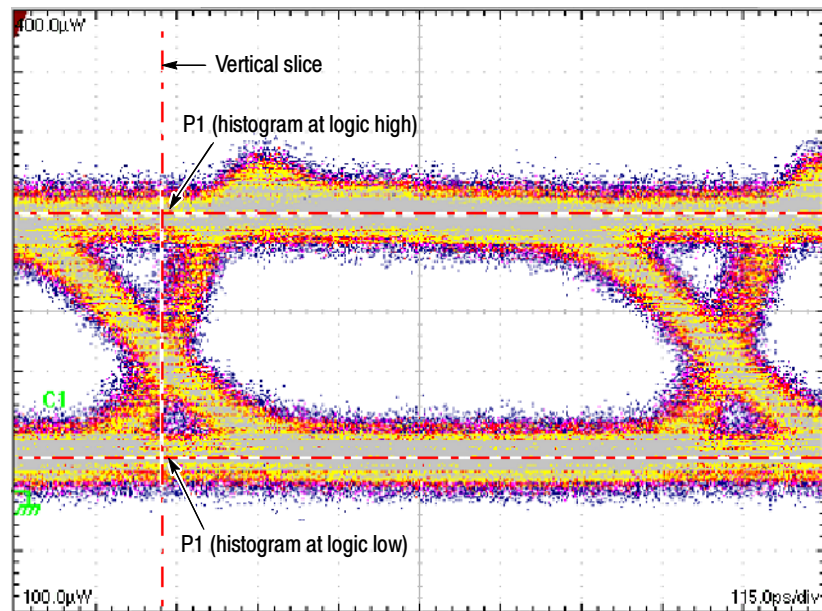 400.0µW
Vertical slice
P1 (histogram at logic high)
C1
P1 (histogram at logic low)
-100.0µW
115.0ps/div